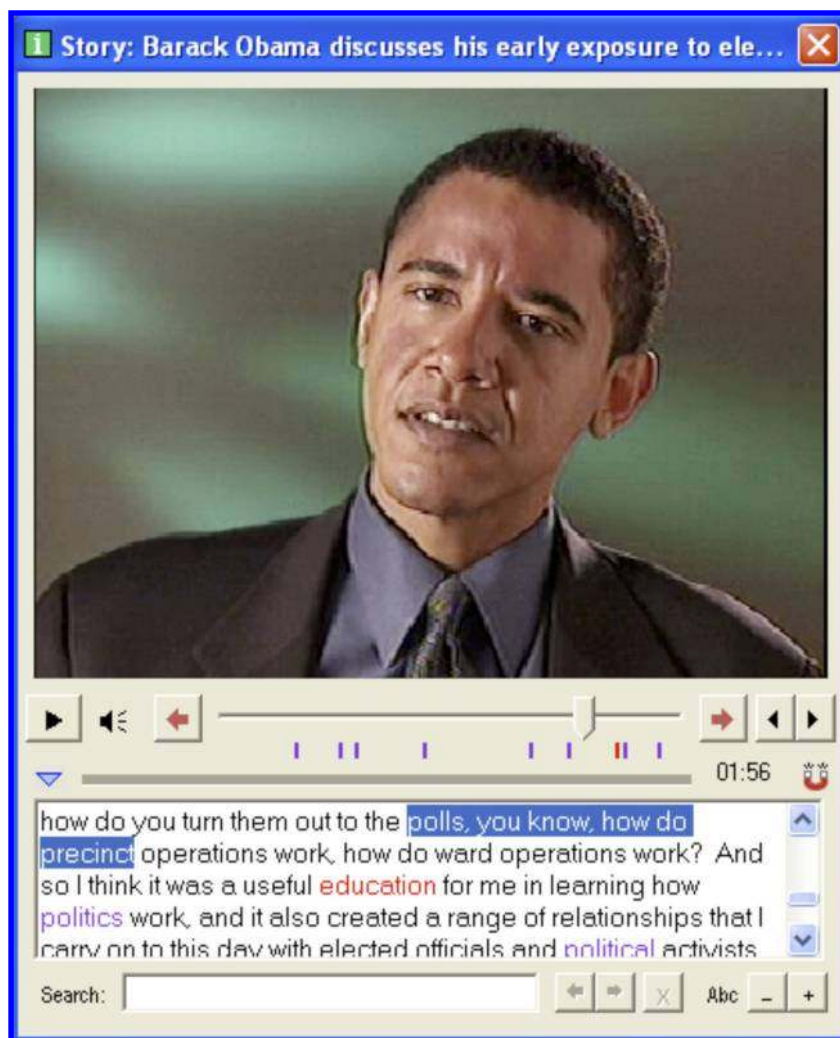 Story: Barack Obama discusses his early exposure to ele...
01:56
how do you turn them out to the polls, you know, how do
precinct operations work, how do ward operations work?  And
so I think it was a useful education for me in learning how
politics work, and it also created a range of relationships that I
carry on to this day with elected officials and political activists
Search:
X
Abc - +